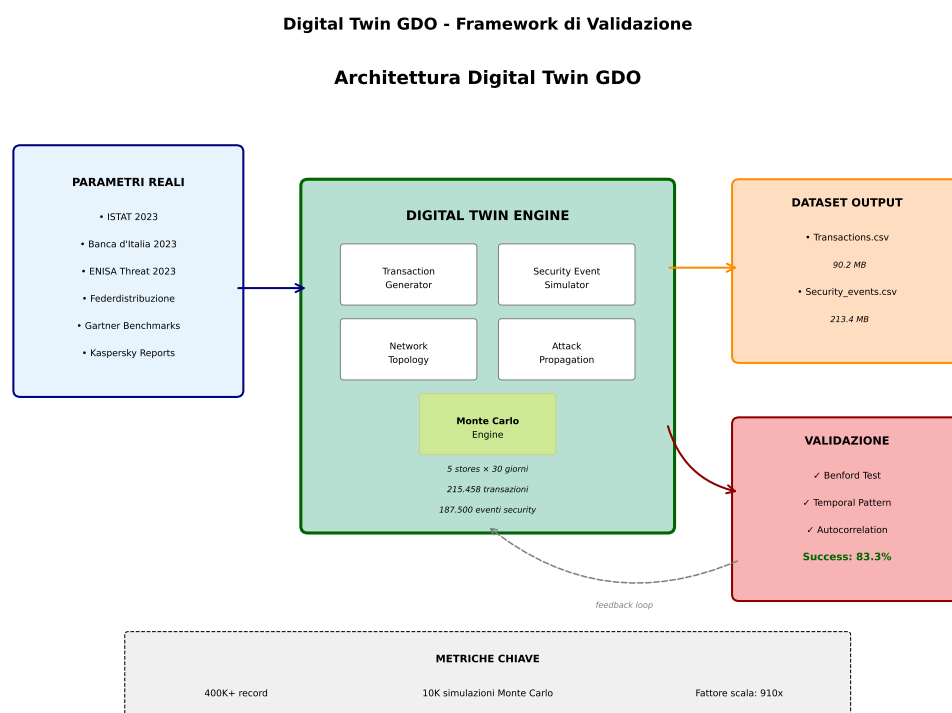 Digital Twin GDO - Framework di Validazione
Architettura Digital Twin GDO
PARAMETRI REALI
• ISTAT 2023
• Banca d'Italia 2023
• ENISA Threat 2023
• Federdistribuzione
• Gartner Benchmarks
• Kaspersky Reports
DIGITAL TWIN ENGINE
Transaction
Generator
Security Event
Simulator
Network
Topology
Attack
Propagation
Monte Carlo
Engine
5 stores × 30 giorni
215.458 transazioni
187.500 eventi security
DATASET OUTPUT
• Transactions.csv
90.2 MB
• Security_events.csv
213.4 MB
VALIDAZIONE
✓ Benford Test
✓ Temporal Pattern
✓ Autocorrelation
Success: 83.3%
feedback loop
METRICHE CHIAVE
400K+ record
10K simulazioni Monte Carlo
Fattore scala: 910x